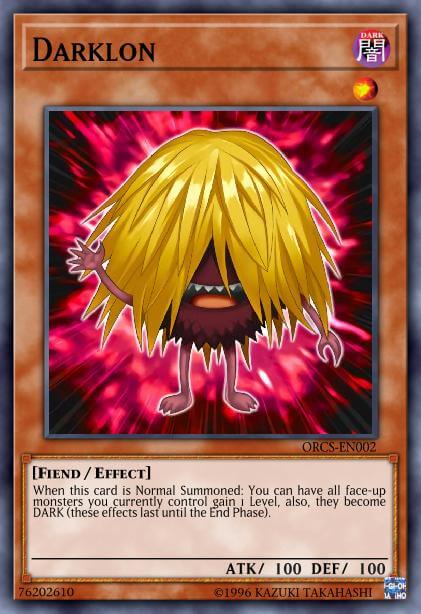 DARKLON
DARK
闇
ORCS-EN002
[FIEND / EFFECT]
When this card is Normal Summoned: You can have all face-up
monsters you currently control gain 1 Level, also, they become
DARK (these effects last until the End Phase).
ATK/ 100 DEF/ 100
76202610
©1996 KAZUKI TAKAHASHI